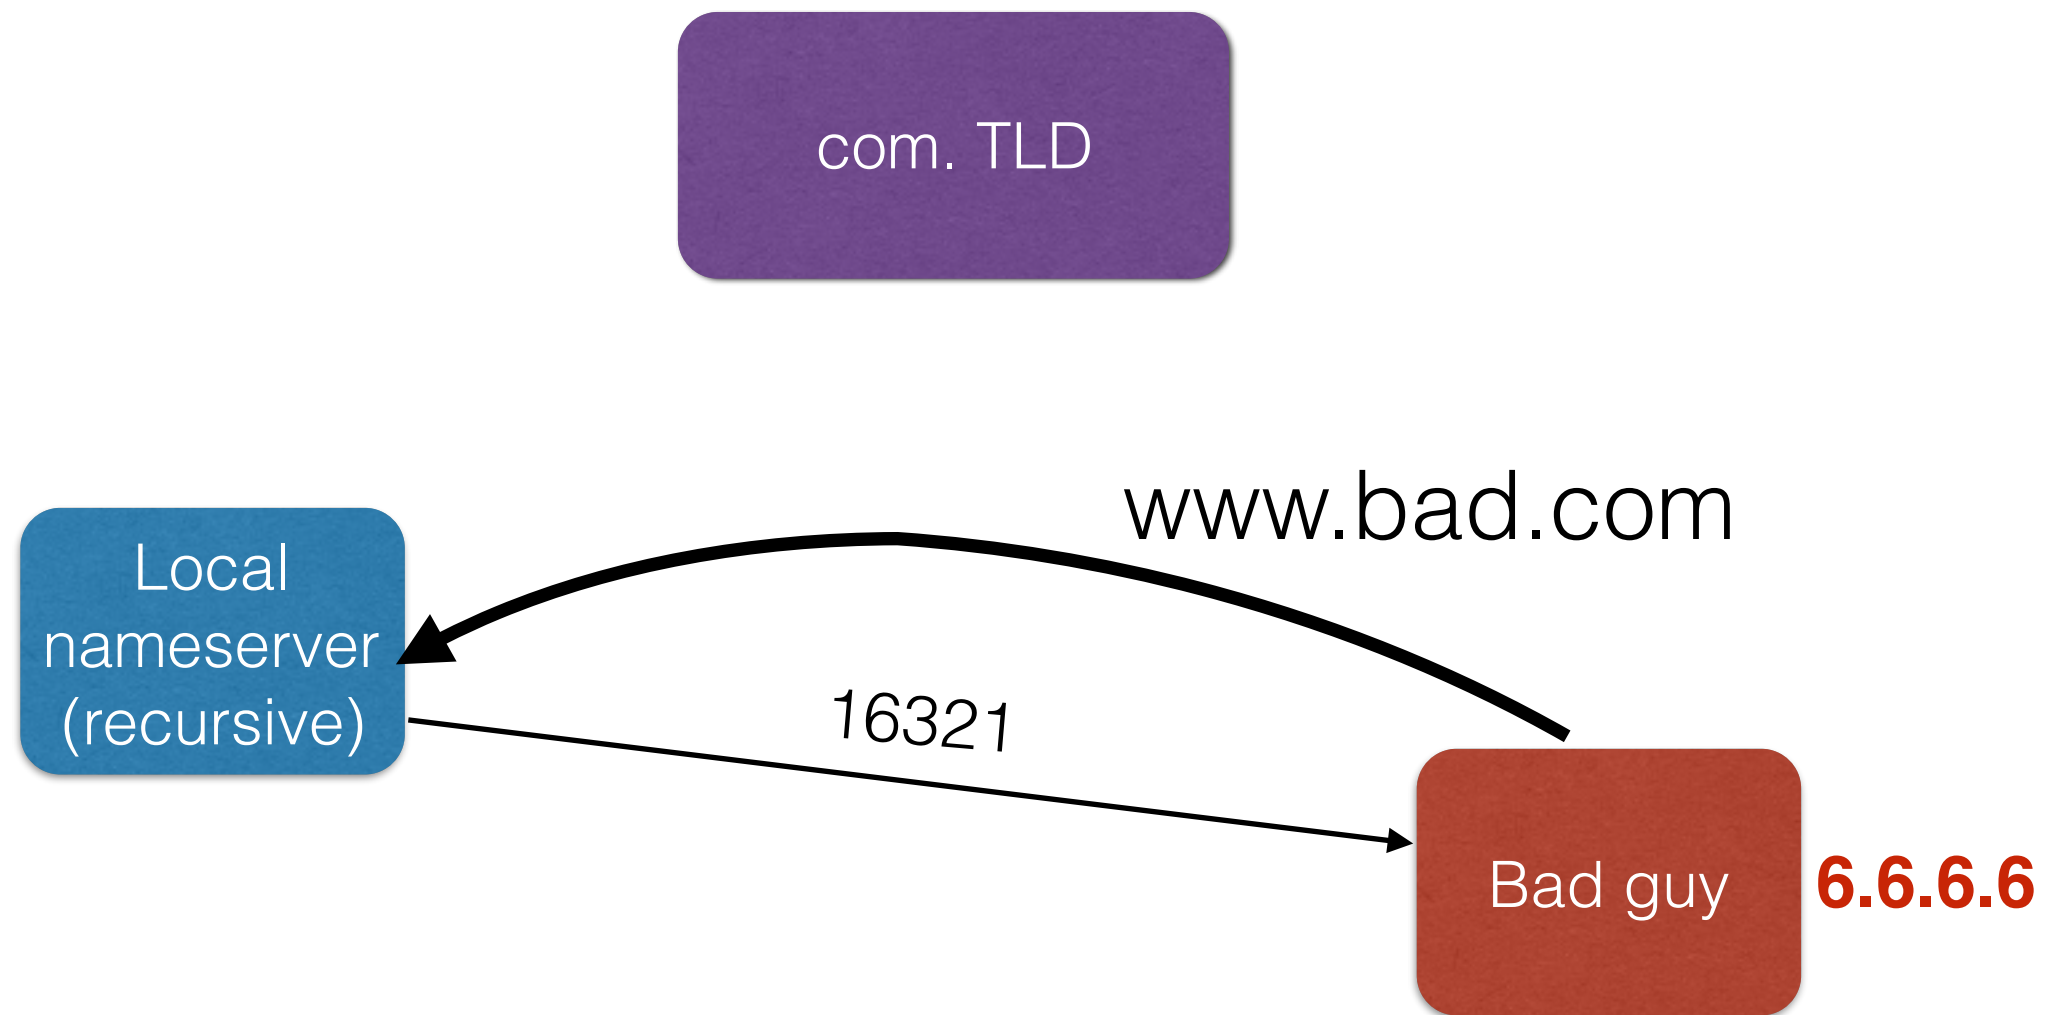 com. TLD
www.bad.com
Local
nameserver
(recursive)
16321
Bad guy
6.6.6.6